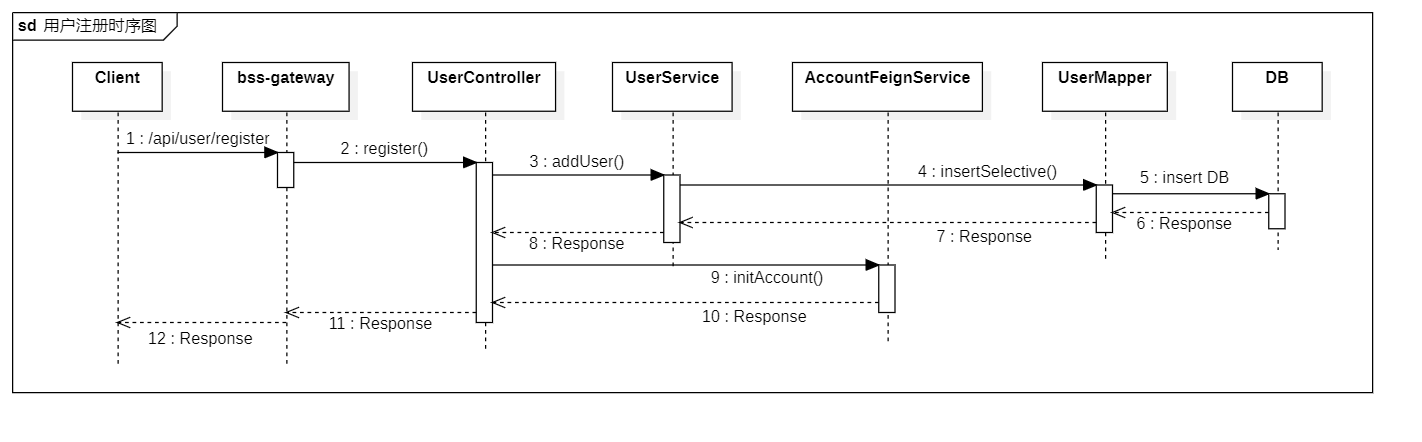 sd 用户注册时序图
Client
bss-gateway
UserController
UserService
AccountFeignService
UserMapper
DB
1 : /api/user/register
2 : register()
3 : addUser()
4 : insertSelective()
5 : insert DB
6 : Response
7 : Response
8 : Response
9 : initAccount()
10 : Response
11 : Response
12 : Response